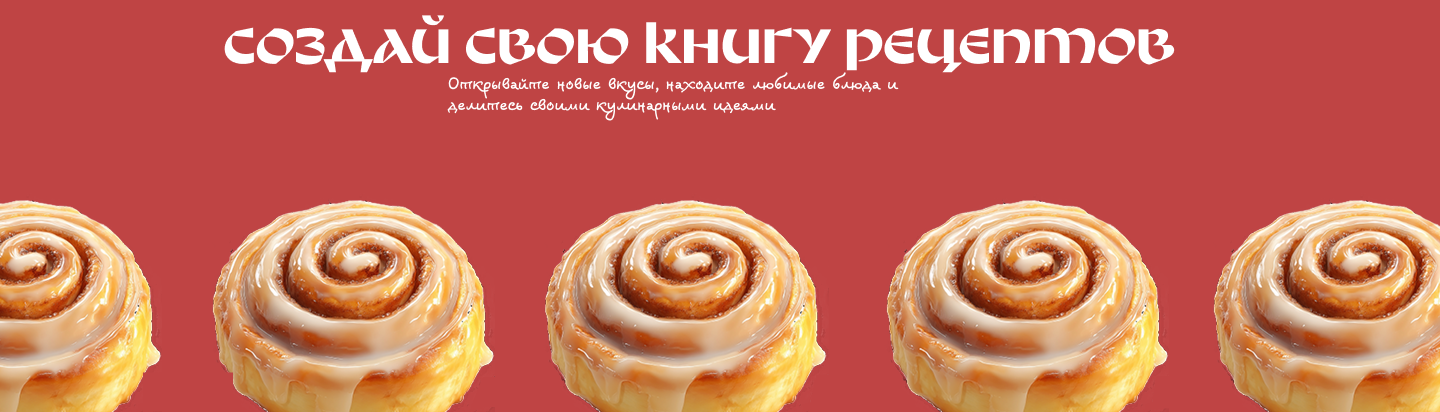 создай свою книгу рецептов
Открывайте новые вкусы, находите любимые блюда и
делитесь своими кулинарными идеями